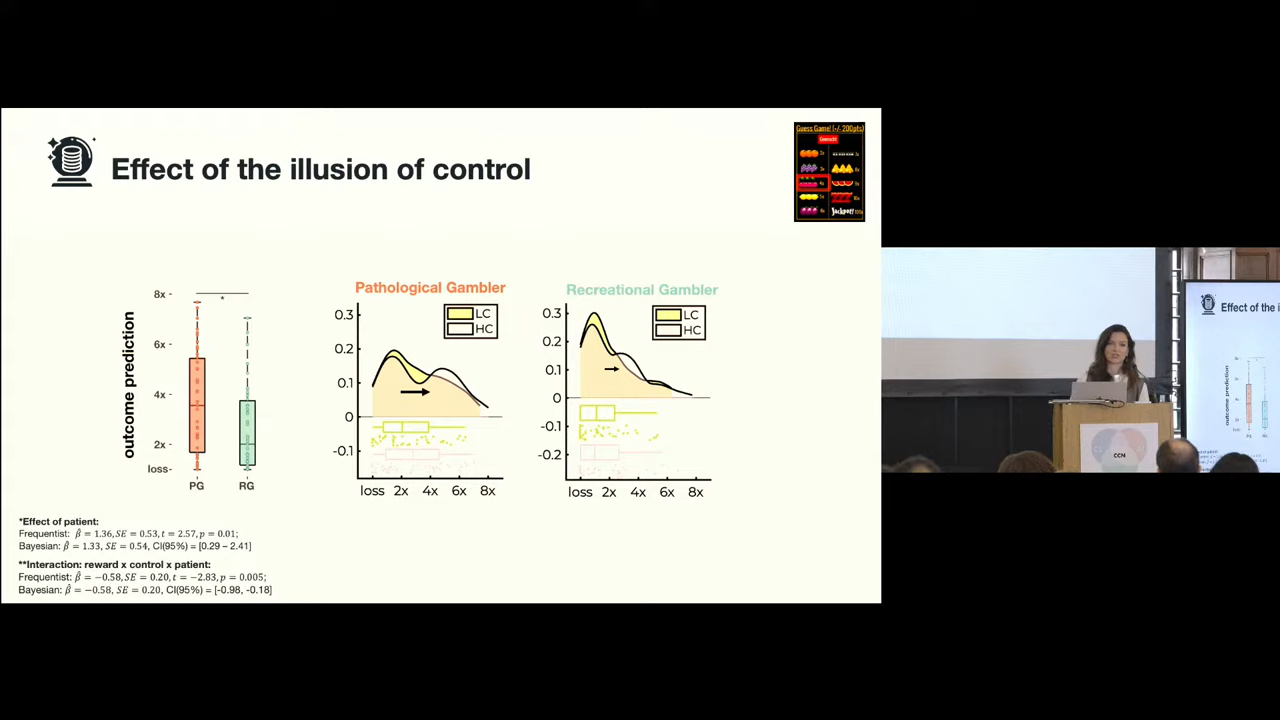 Effect of the illusion of control
Guess Game! (+/- 200pts)
Jackpot!
8x
6x
4x
2x
loss
outcome prediction
*
PG
RG
Pathological Gambler
LC
HC
0.3
0.2
0.1
0
-0.1
loss 2x 4x 6x 8x
Recreational Gambler
LC
HC
0.3
0.2
0.1
0
-0.1
-0.2
loss 2x 4x 6x 8x
*Effect of patient:
Frequentist: β̂ = 1.36, SE = 0.53, t = 2.57, p = 0.01;
Bayesian: β̂ = 1.33, SE = 0.54, CI(95%) = [0.29 – 2.41]
**Interaction: reward x control x patient:
Frequentist: β̂ = −0.58, SE = 0.20, t = −2.83, p = 0.005;
Bayesian: β̂ = −0.58, SE = 0.20, CI(95%) = [-0.98, -0.18]
Effect of the i
CCN